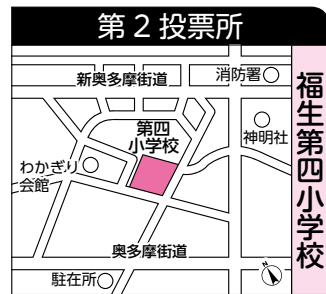 第2投票所
新奥多摩街道
消防署
第四
小学校
神明社
わかぎり
会館
奥多摩街道
駐在所
N
福生第四小学校